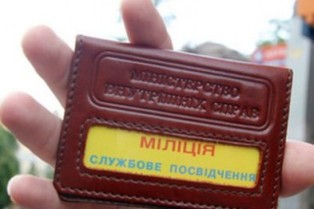 МІНІСТЕРСТВО
ВНУТРІШНІХ СПРАВ
МІЛІЦІЯ
СЛУЖБОВЕ ПОСВІДЧЕННЯ